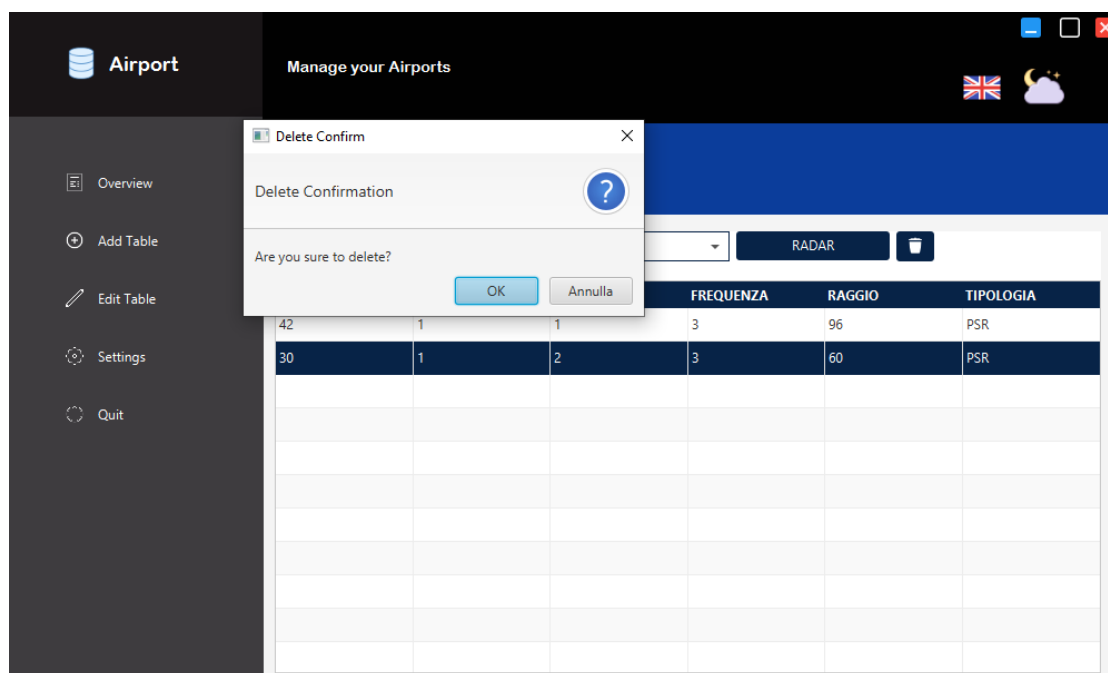 Airport
Manage your Airports
Overview
Add Table
Edit Table
Settings
Quit
Delete Confirm
Delete Confirmation
?
Are you sure to delete?
OK Annulla
RADAR
FREQUENZA RAGGIO TIPOLOGIA
42 1 1 3 96 PSR
30 1 2 3 60 PSR